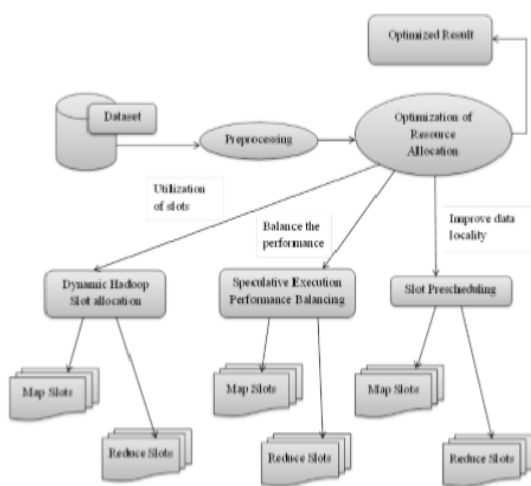 Optimized Result
Dataset
Optimization of
Resource
Allocation
Preprocessing
Utilization
of slots
Balance the
performance
Improve data
locality
Dynamic Hadoop
Slot allocation
Speculative Execution
Performance Balancing
Slot Prescheduling
Map Slots
Map Slots
Map Slots
Reduce Slots
Reduce Slots
Reduce Slots